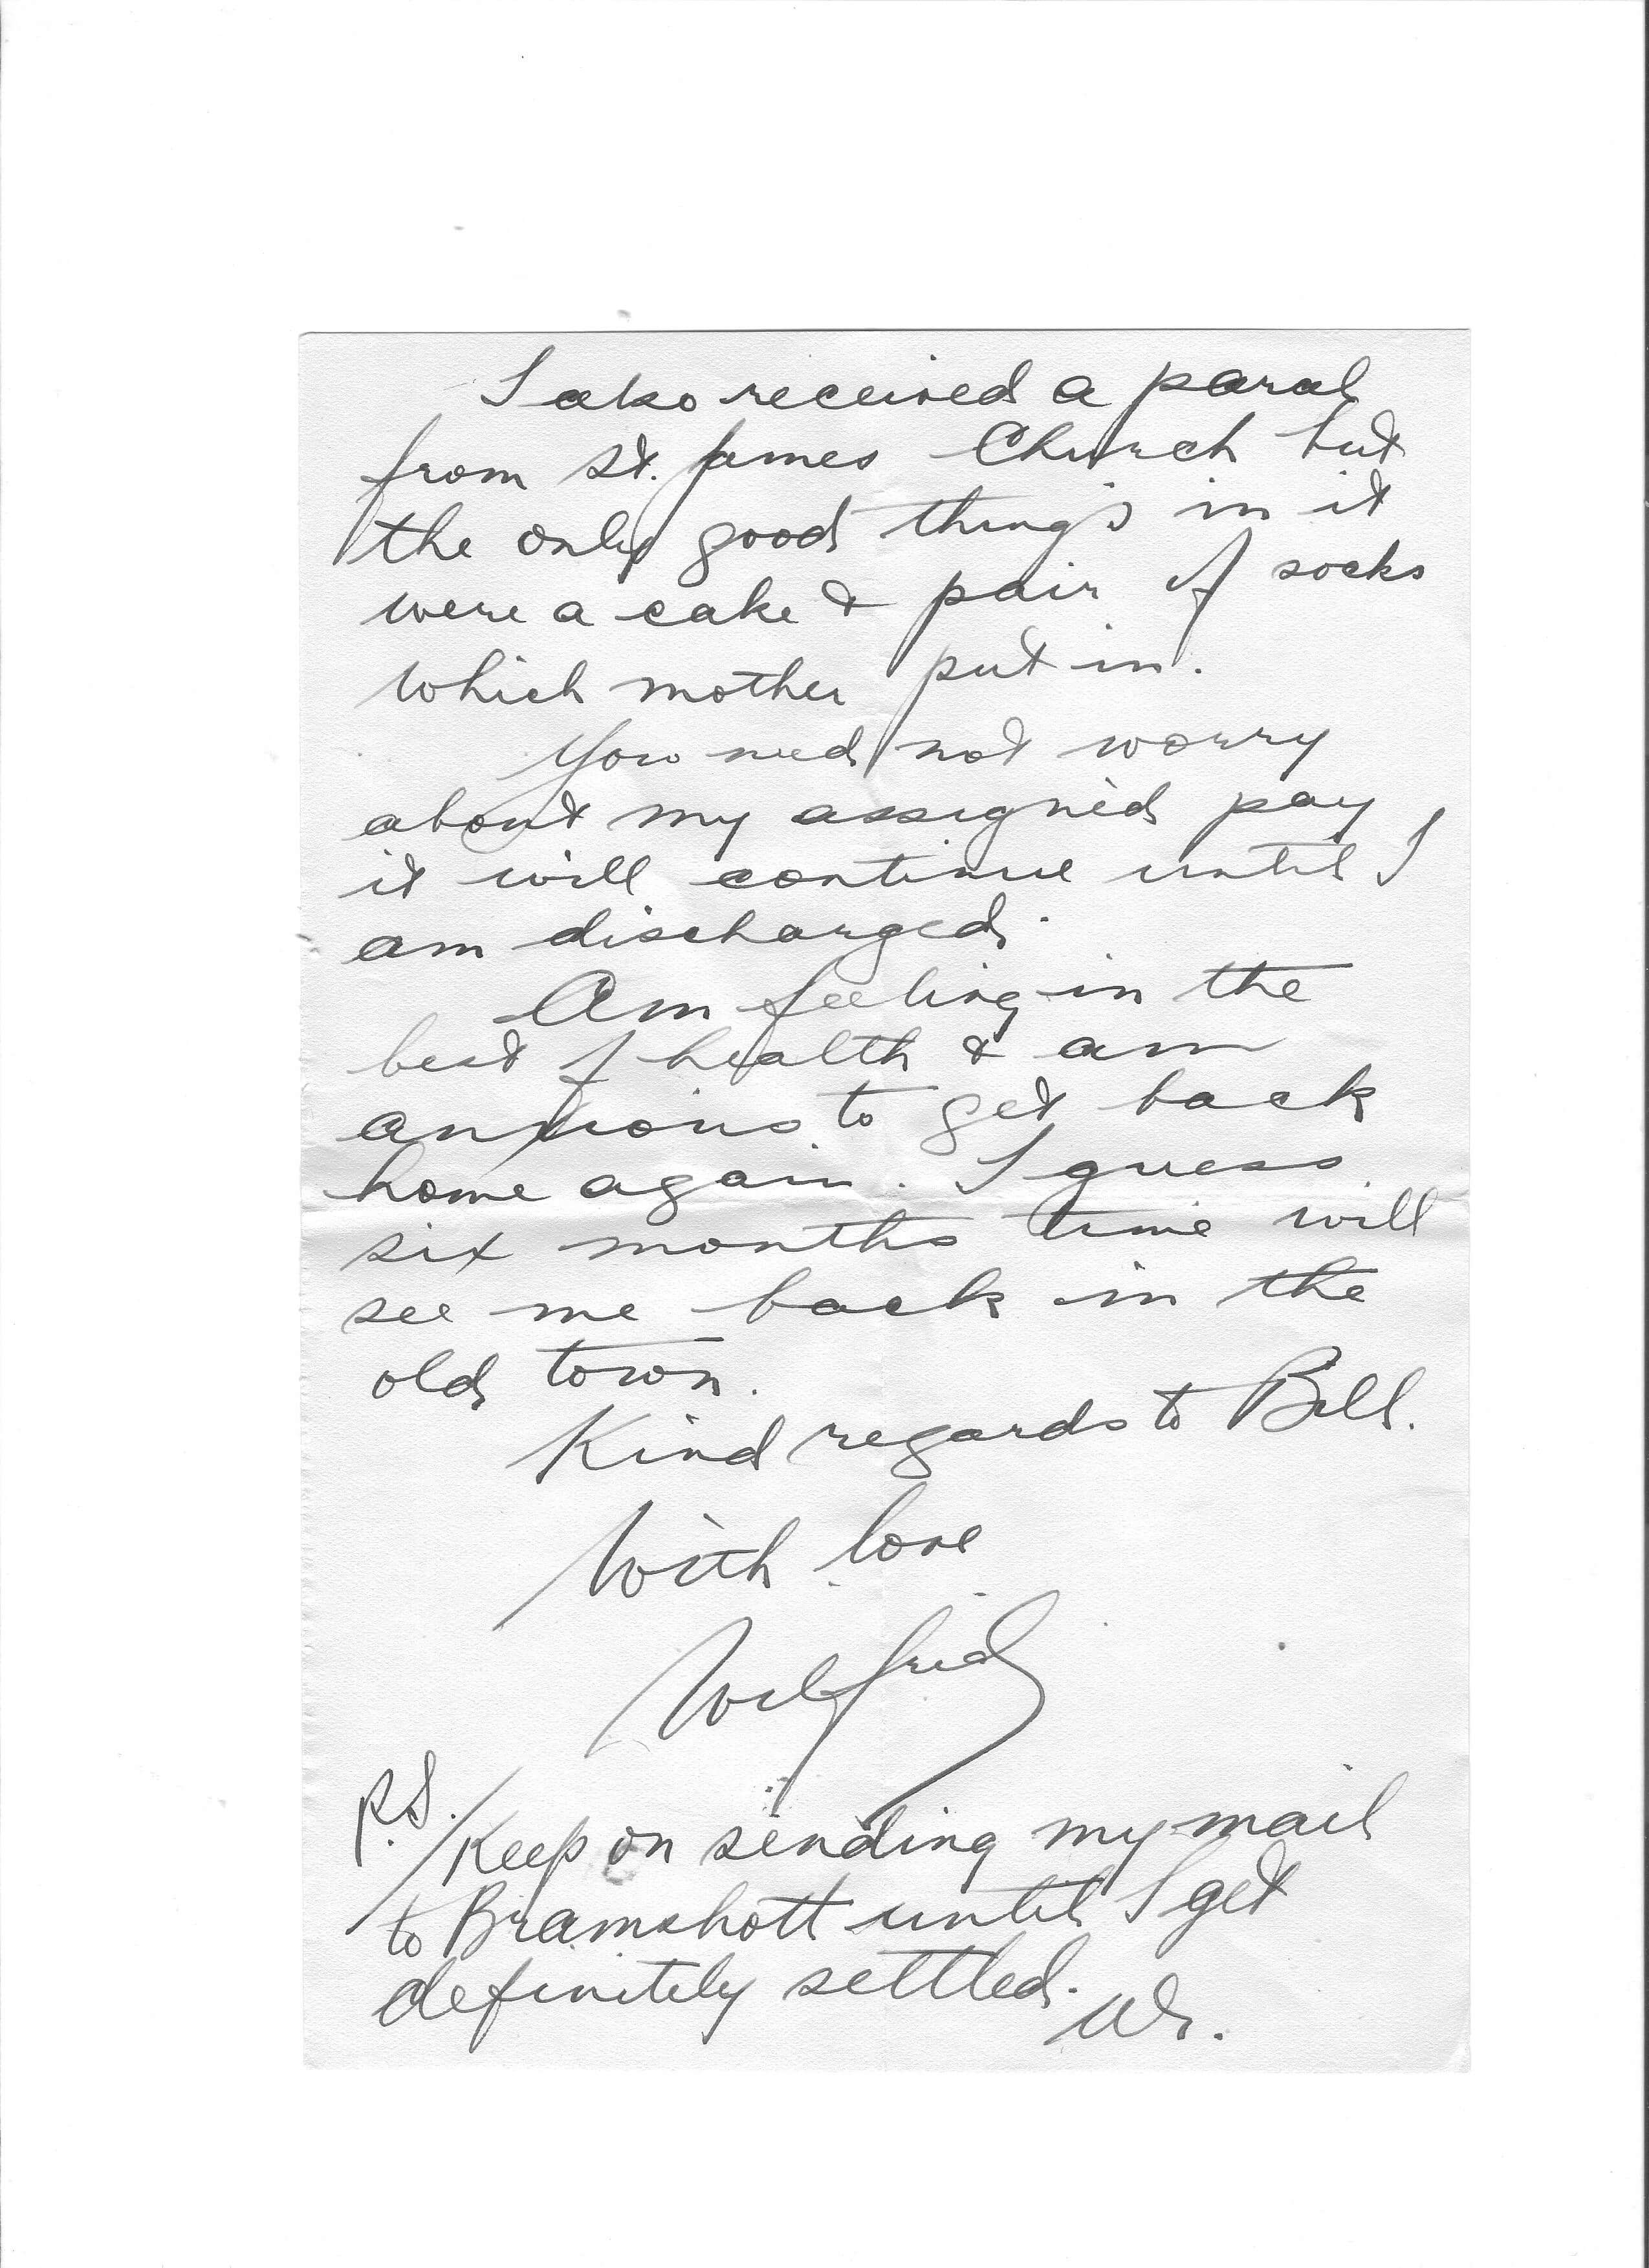 I also received a parcel
from St. James Church but
the only good things in it
were a cake & pair of socks
which mother put in.
You need not worry
about my assigned pay
it will continue until I
am discharged.
Am feeling in the
best of health & am
anxious to get back
home again. I guess
six months time will
see me back in the
old town.
Kind regards to Bill.
With love
Wilfrid
P.S.
Keep on sending my mail
to Bramshott until I get
definitely settled.